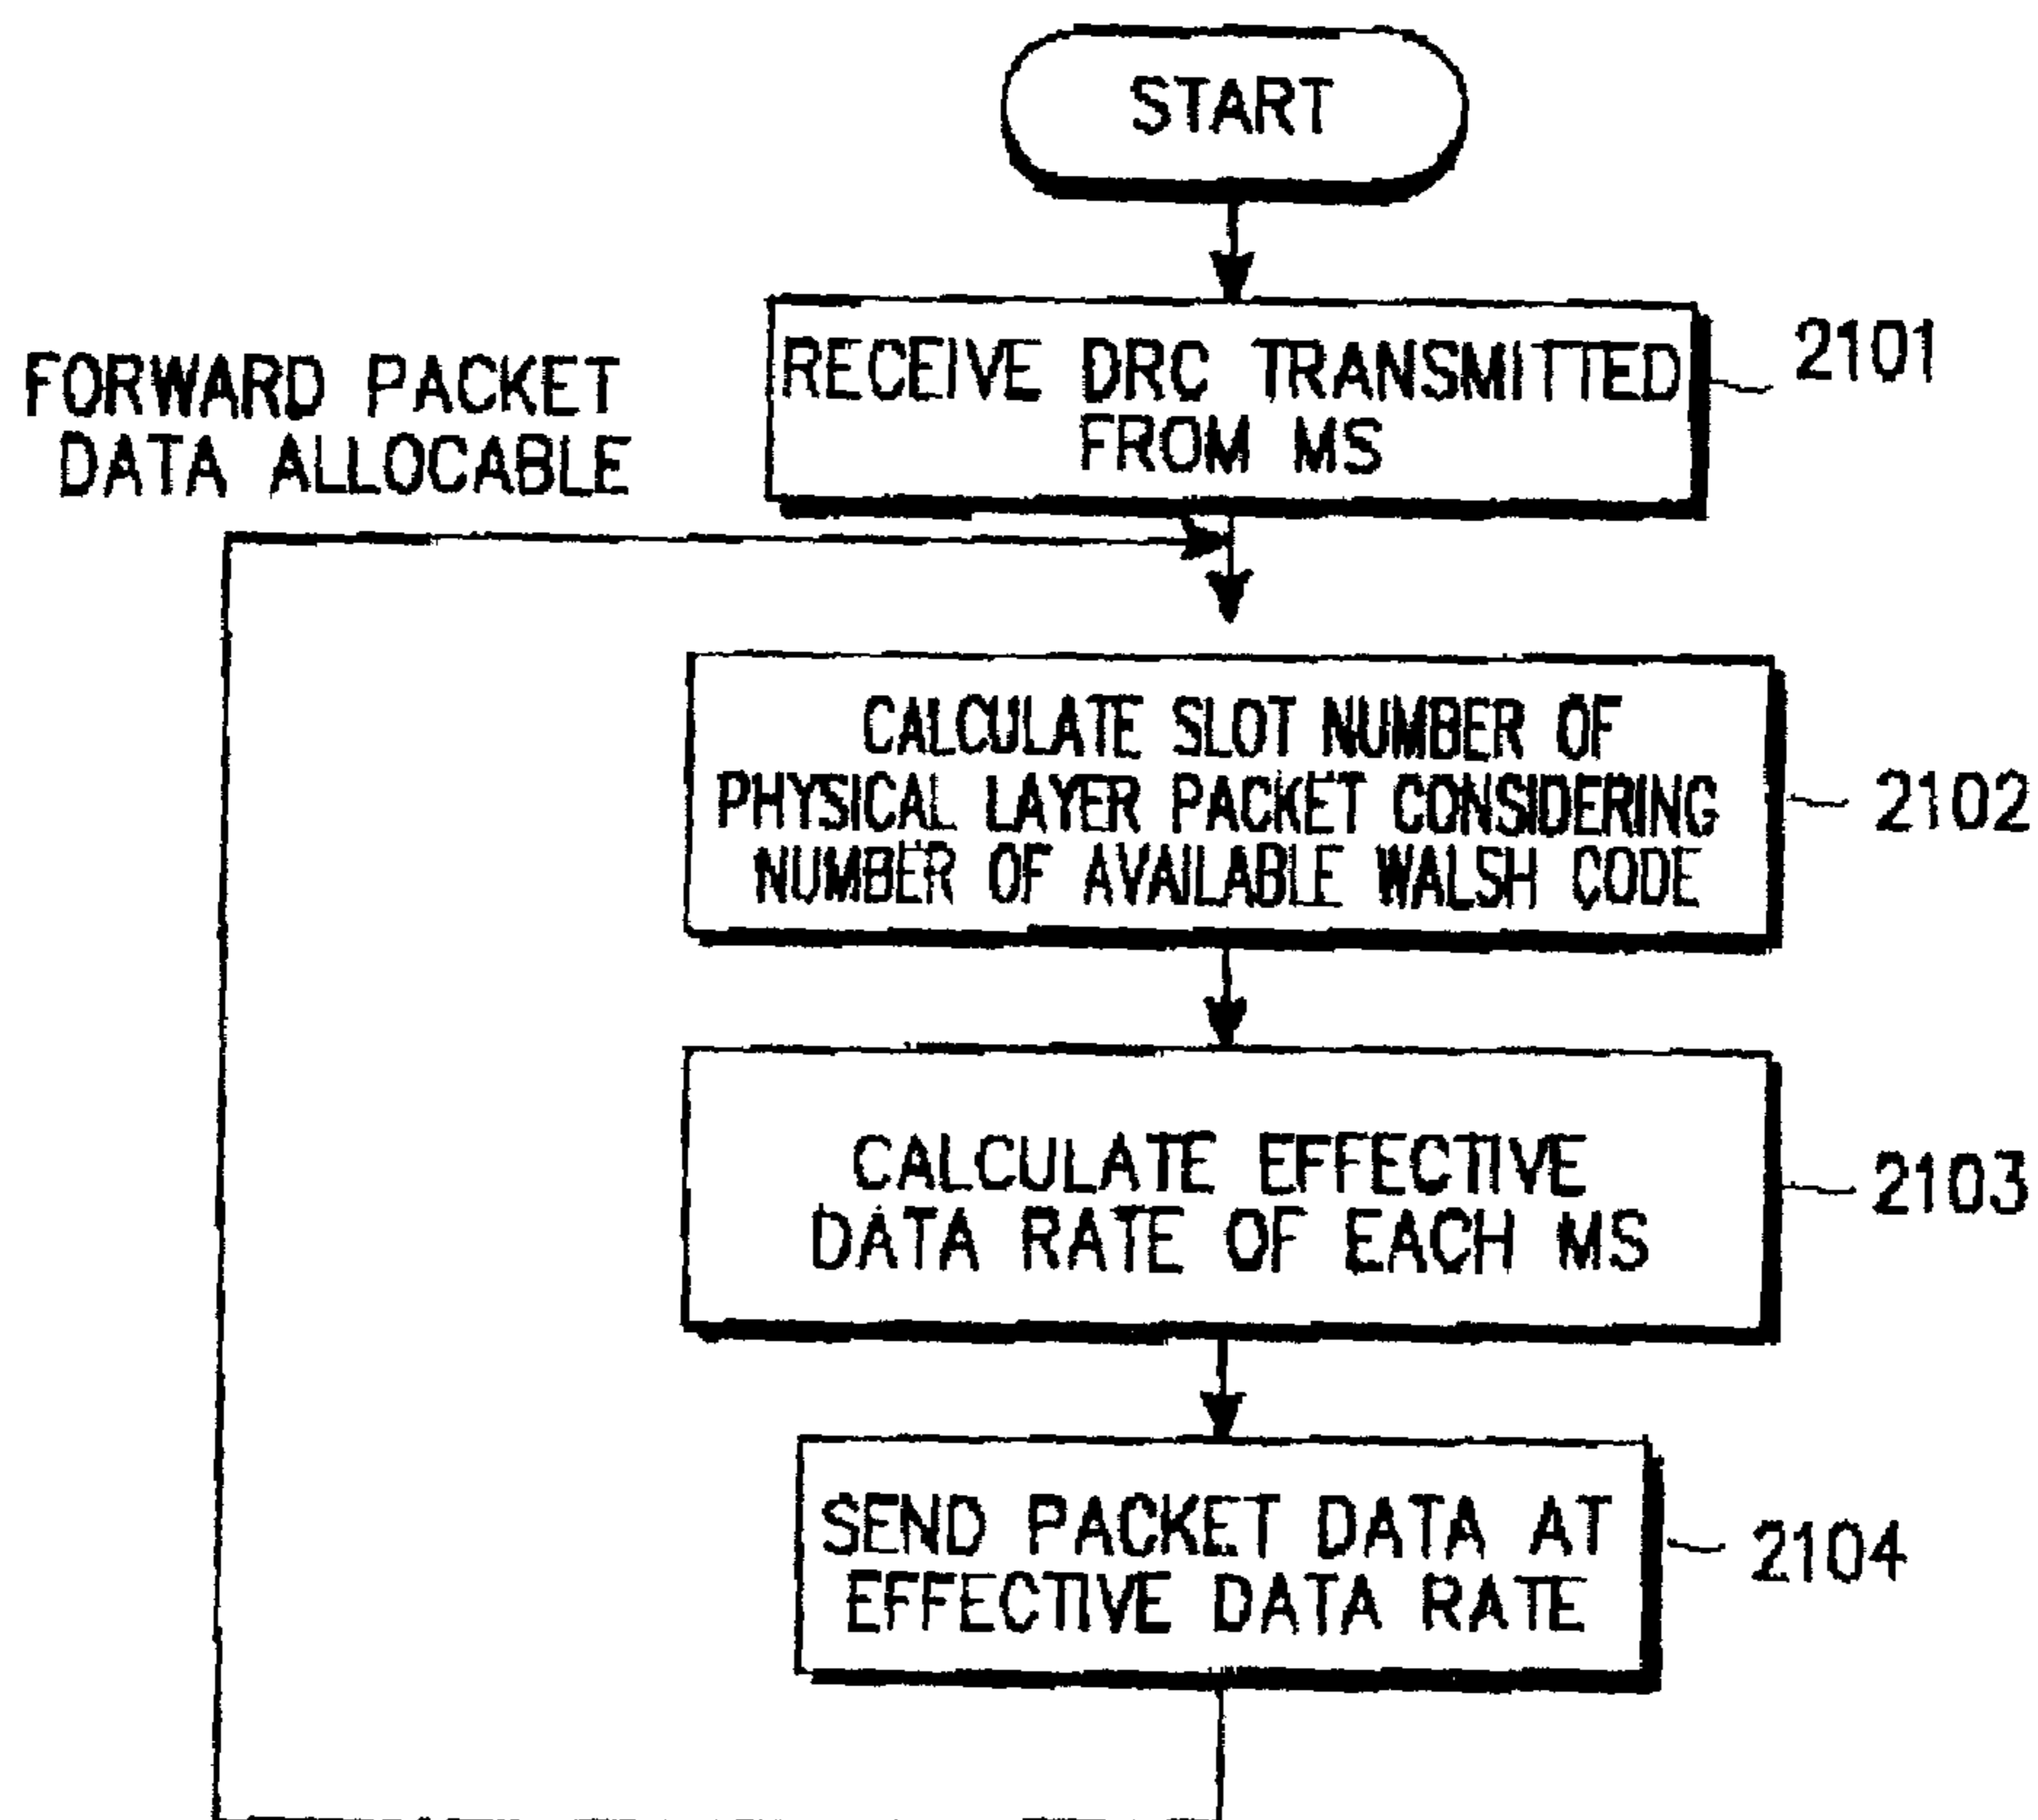 START
RECEIVE DRC TRANSMITTED
FROM MS
2101
FORWARD PACKET
DATA ALLOCABLE
CALCULATE SLOT NUMBER OF
PHYSICAL LAYER PACKET CONSIDERING
NUMBER OF AVAILABLE WALSH CODE
2102
CALCULATE EFFECTIVE
DATA RATE OF EACH MS
2103
SEND PACKET DATA AT
EFFECTIVE DATA RATE
2104